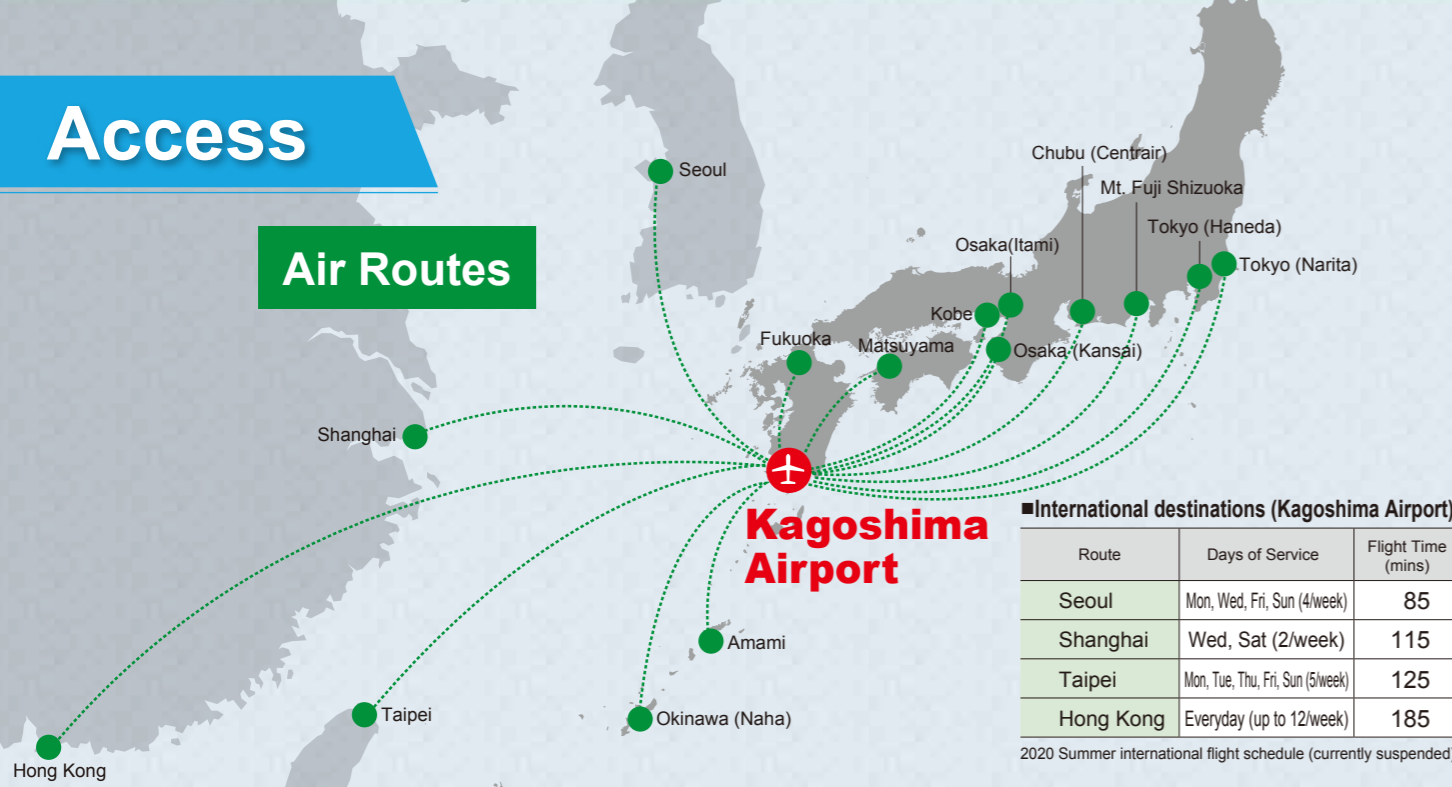 Access
Air Routes
Seoul
Chubu (Centrair)
Mt. Fuji Shizuoka
Tokyo (Haneda)
Osaka(Itami)
Tokyo (Narita)
Kobe
Fukuoka
Matsuyama
Osaka (Kansai)
Shanghai
Kagoshima
Airport
Amami
Taipei
Okinawa (Naha)
Hong Kong
■International destinations (Kagoshima Airport)
Route Days of Service Flight Time (mins)
Seoul Mon, Wed, Fri, Sun (4/week) 85
Shanghai Wed, Sat (2/week) 115
Taipei Mon, Tue, Thu, Fri, Sun (5/week) 125
Hong Kong Everyday (up to 12/week) 185
2020 Summer international flight schedule (currently suspended)